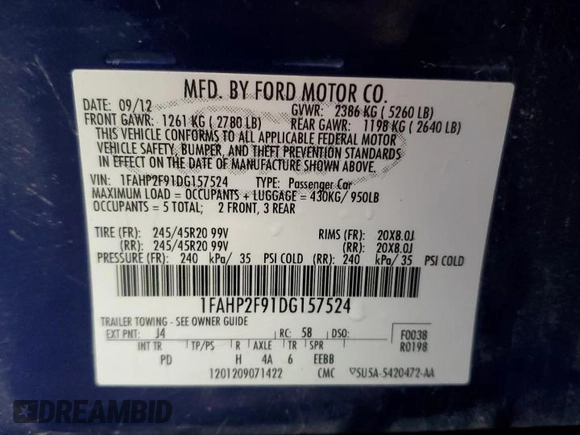 MFD. BY FORD MOTOR CO.
DATE: 09/12 GVWR: 2386 KG ( 5260 LB)
FRONT GAWR: 1261 KG ( 2780 LB) REAR GAWR: 1198 KG ( 2640 LB)
THIS VEHICLE CONFORMS TO ALL APPLICABLE FEDERAL MOTOR
VEHICLE SAFETY, BUMPER, AND THEFT PREVENTION STANDARDS
IN EFFECT ON THE DATE OF MANUFACTURE SHOWN ABOVE.
VIN: 1FAHP2F91DG157524 TYPE: Passenger Car
MAXIMUM LOAD = OCCUPANTS + LUGGAGE = 430KG/ 950LB
OCCUPANTS = 5 TOTAL; 2 FRONT, 3 REAR
TIRE (FR): 245/45R20 99V RIMS (FR): 20X8.0J
(RR): 245/45R20 99V (RR): 20X8.0J
PRESSURE (FR): 240 kPa/ 35 PSI COLD (RR): 240 kPa/ 35 PSI COLD
1FAHP2F91DG157524
TRAILER TOWING - SEE OWNER GUIDE
EXT PNT: J4 RC: 58 DSO: F0038
INT TR TP/PS R AXLE TR SPR R0198
PD H 4A 6 EEBB
1201209071422 CMC SUSA-5420472-AA
DREAMBID